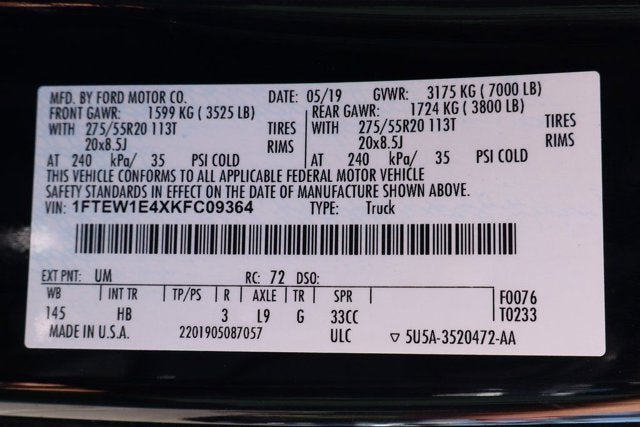 MFD. BY FORD MOTOR CO. DATE: 05/19 GVWR: 3175 KG ( 7000 LB)
FRONT GAWR: 1599 KG ( 3525 LB) REAR GAWR: 1724 KG ( 3800 LB)
WITH 275/55R20 113T TIRES WITH 275/55R20 113T TIRES
20x8.5J RIMS 20x8.5J RIMS
AT 240 kPa/ 35 PSI COLD AT 240 kPa/ 35 PSI COLD
THIS VEHICLE CONFORMS TO ALL APPLICABLE FEDERAL MOTOR VEHICLE
SAFETY STANDARDS IN EFFECT ON THE DATE OF MANUFACTURE SHOWN ABOVE.
VIN: 1FTEW1E4XKFC09364 TYPE: Truck
EXT PNT: UM RC: 72 DSO:
WB INT TR TP/PS R AXLE TR SPR F0076
145 HB 3 L9 G 33CC T0233
MADE IN U.S.A. 2201905087057 ULC ▽ 5U5A-3520472-AA